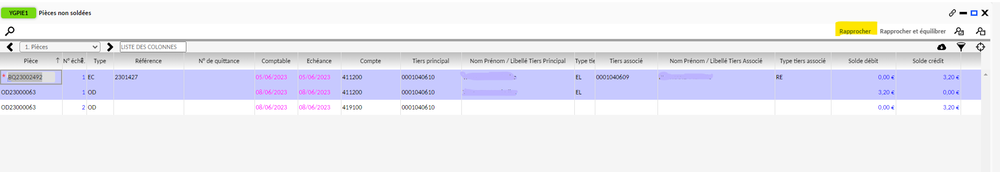 YGPIE1 Pièces non soldées
Rapprocher Rapprocher et équilibrer
1. Pièces LISTE DES COLONNES
Pièce N° éché. Type Référence N° de quittance Comptable Echéance Compte Tiers principal Nom Prénom / Libellé Tiers Principal Type tie Tiers associé Nom Prénom / Libellé Tiers Associé Type tiers associé Solde débit Solde crédit
* BQ23002492 1 EC 2301427 05/06/2023 05/06/2023 411200 0001040610 EL 0001040609 RE 0,00 € 3,20 €
OD23000063 1 OD 08/06/2023 08/06/2023 411200 0001040610 EL 3,20 € 0,00 €
OD23000063 2 OD 08/06/2023 08/06/2023 419100 0001040610 0,00 € 3,20 €